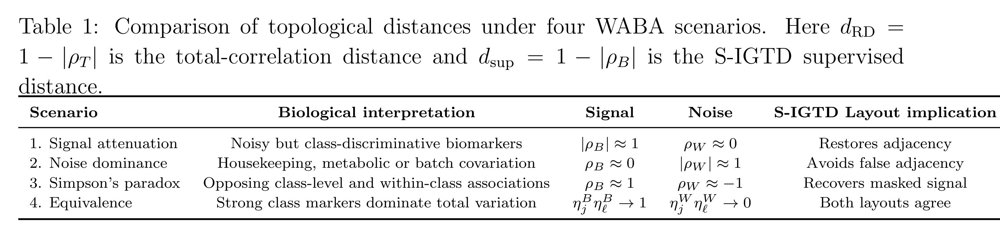 Table 1: Comparison of topological distances under four WABA scenarios. Here d_RD =
1 − |ρ_T| is the total-correlation distance and d_sup = 1 − |ρ_B| is the S-IGTD supervised
distance.
Scenario Biological interpretation Signal Noise S-IGTD Layout implication
1. Signal attenuation Noisy but class-discriminative biomarkers |ρ_B| ≈ 1 ρ_W ≈ 0 Restores adjacency
2. Noise dominance Housekeeping, metabolic or batch covariation ρ_B ≈ 0 |ρ_W| ≈ 1 Avoids false adjacency
3. Simpson's paradox Opposing class-level and within-class associations ρ_B ≈ 1 ρ_W ≈ −1 Recovers masked signal
4. Equivalence Strong class markers dominate total variation η_j^B η_ℓ^B → 1 η_j^W η_ℓ^W → 0 Both layouts agree